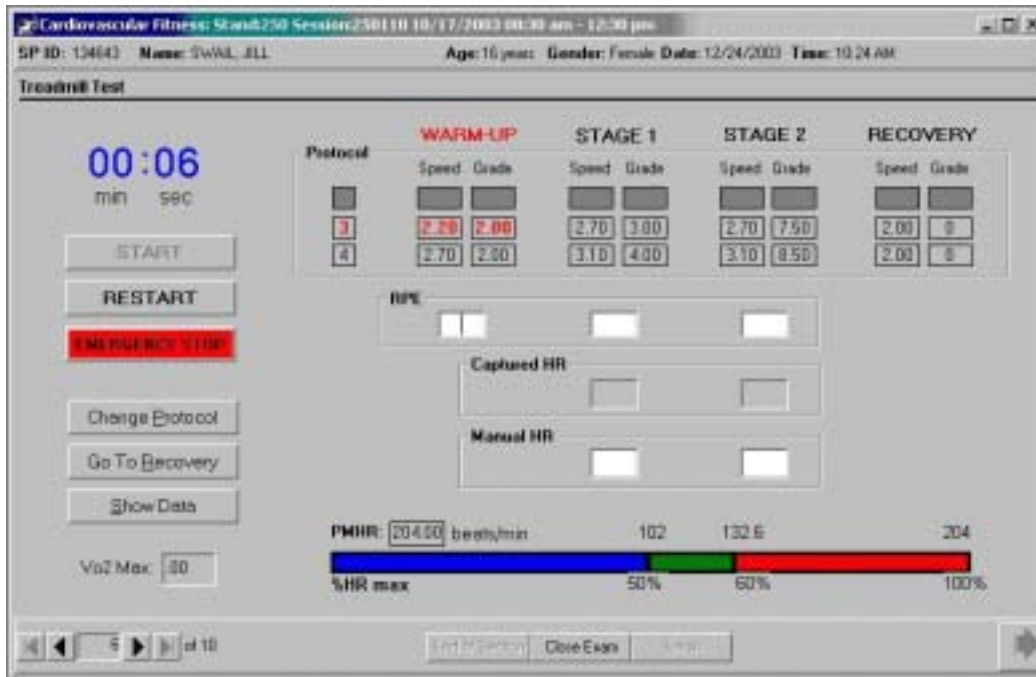 Cardiovascular Fitness: Stand:250 Session:250110 10/17/2003 08:30 am - 12:30 pm
SP ID: 134643 Name: SWAIL, JILL Age: 16 years Gender: Female Date: 12/24/2003 Time: 10:24 AM
Treadmill Test
WARM-UP STAGE 1 STAGE 2 RECOVERY
Protocol
Speed Grade Speed Grade Speed Grade Speed Grade
00:06
min sec
3 2.20 2.00 2.70 3.00 2.70 7.50 2.00 0
4 2.70 2.00 3.10 4.00 3.10 8.50 2.00 0
START
RESTART
EMERGENCY STOP
RPE
Captured HR
Change Protocol
Manual HR
Go To Recovery
Show Data
PMHR: 204.00 beats/min 102 132.6 204
Vo2 Max: .00
%HR max 50% 60% 100%
6 of 10
Close Exam